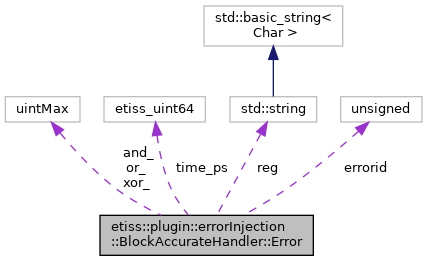 std::basic_string<
Char >
uintMax
etiss_uint64
std::string
unsigned
and_
or_
xor_
time_ps
reg
errorid
etiss::plugin::errorInjection
::BlockAccurateHandler::Error